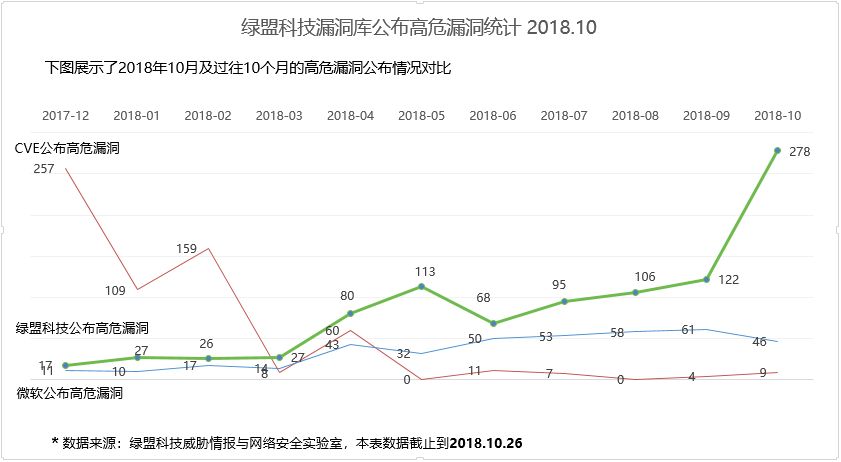 绿盟科技漏洞库公布高危漏洞统计 2018.10
下图展示了2018年10月及过往10个月的高危漏洞公布情况对比
2017-12 2018-01 2018-02 2018-03 2018-04 2018-05 2018-06 2018-07 2018-08 2018-09 2018-10
CVE公布高危漏洞
257 109 159 8 60 0 11 7 0 4 9
绿盟科技公布高危漏洞
17 27 26 27 80 113 68 95 106 122 278
11 10 17 14 43 32 50 53 58 61 46
微软公布高危漏洞
* 数据来源：绿盟科技威胁情报与网络安全实验室，本表数据截止到2018.10.26